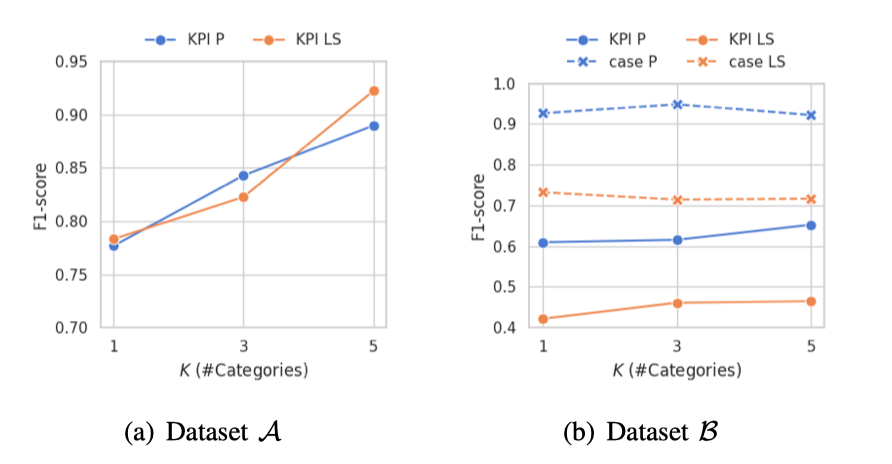 KPI P KPI LS
0.95
0.90
0.85
0.80
0.75
0.70
F1-score
1 3 5
K (#Categories)
(a) Dataset 𝒜
KPI P KPI LS
case P case LS
1.0
0.9
0.8
0.7
0.6
0.5
0.4
F1-score
1 3 5
K (#Categories)
(b) Dataset ℬ